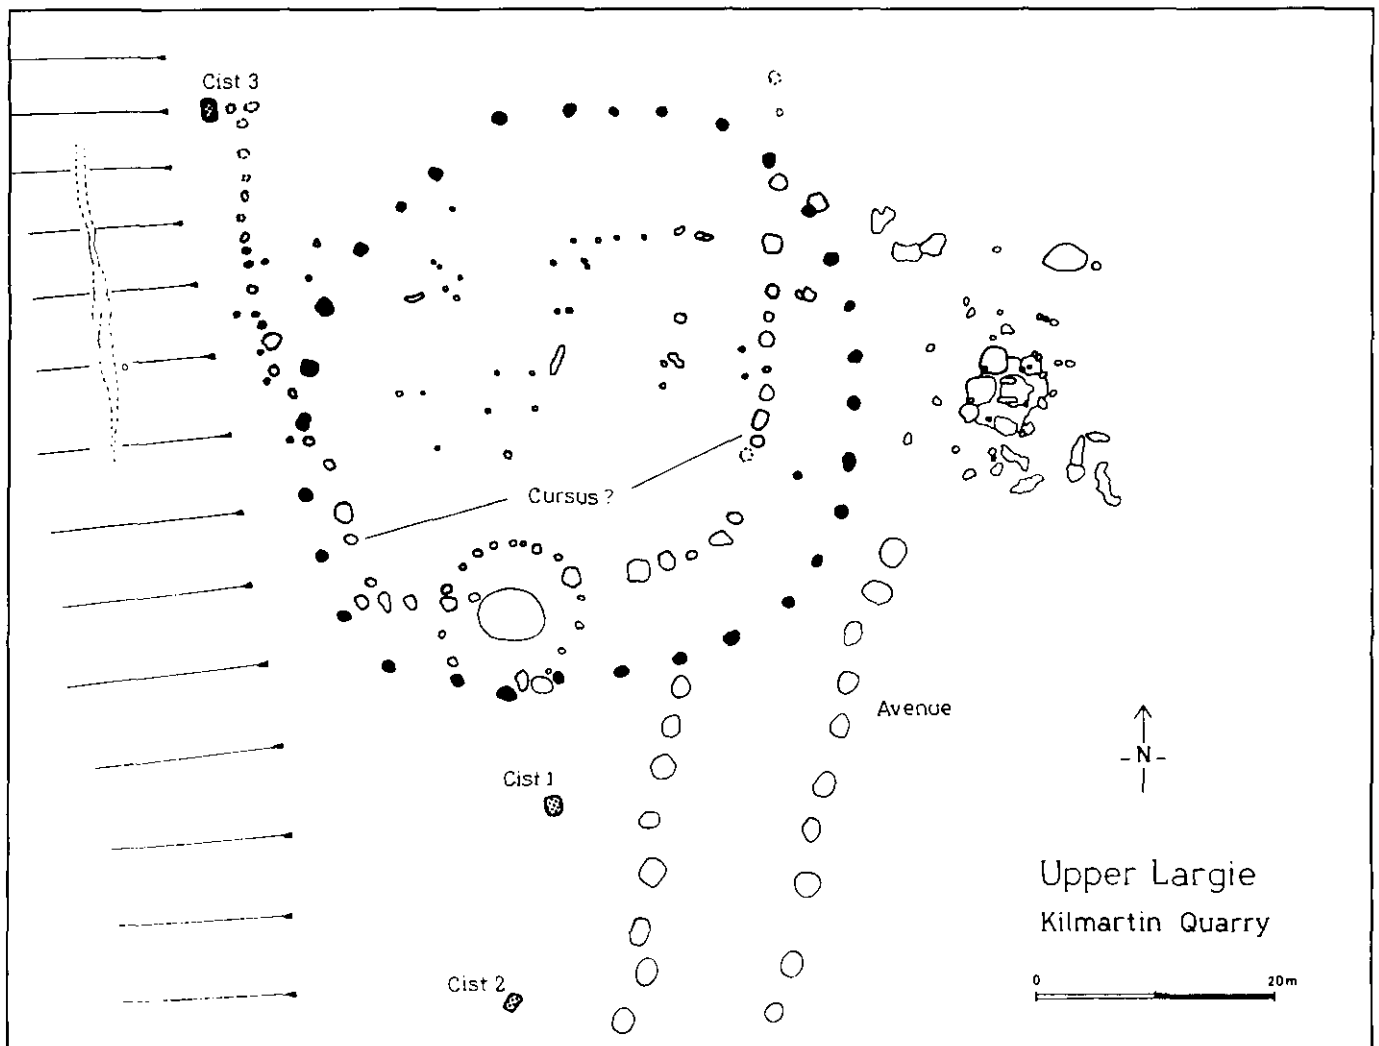 Cist 3
Cursus ?
Avenue
-N-
Cist 1
Upper Largie
Kilmartin Quarry
0 20m
Cist 2